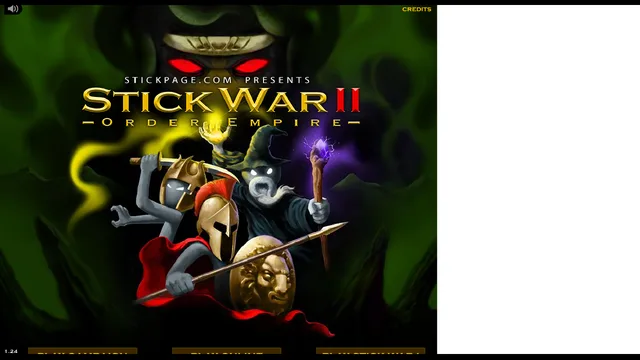 CREDITS
STICKPAGE.COM PRESENTS
STICK WAR II
ORDER EMPIRE
1.24